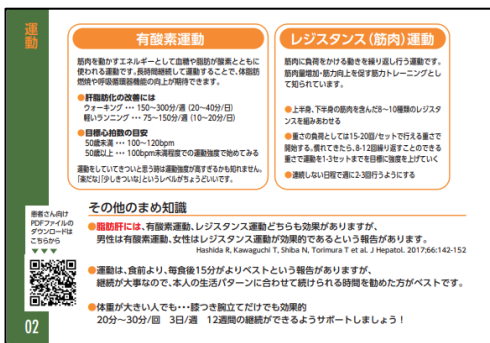 運動
有酸素運動
筋肉を動かすエネルギーとして血糖や脂肪が酸素とともに
使われる運動です。長時間継続して運動することで、体脂肪
燃焼や呼吸循環器機能の向上が期待できます。
●肝脂肪化の改善には
ウォーキング ・・・ 150~300分/週 (20~40分/日)
軽いランニング ・・・ 75~150分/週 (10~20分/日)
●目標心拍数の目安
50歳未満 ・・・ 100~120bpm
50歳以上 ・・・ 100bpm未満程度での運動強度で始めてみる
運動をしていてきついと思う時は運動強度が高すぎるかも知れません。
「楽だな」「少しきついな」というレベルがちょうどいいです。
レジスタンス(筋肉)運動
筋肉に負荷をかける動きを繰り返し行う運動です。
筋肉量増加・筋力向上を促す筋力トレーニングとし
て知られています。
●上半身、下半身の筋肉を含んだ8~10種類のレジスタ
ンスを組みあわせる
●重さの負荷としては15-20回/セットで行える重さで
開始する。慣れてきたら、8-12回繰り返すことのできる
重さで運動を1-3セットまでを目標に強度を上げていく
●連続しない日程で週に2-3回行うようにする
患者さん向け
PDFファイルの
ダウンロードは
こちらから
▼▼▼
02
その他のまめ知識
●脂肪肝には、有酸素運動、レジスタンス運動どちらも効果がありますが、
男性は有酸素運動、女性はレジスタンス運動が効果的であるという報告があります。
Hashida R, Kawaguchi T, Shiba N, Torimura T et al. J Hepatol. 2017;66:142-152
●運動は、食前より、毎食後15分がよりベストという報告がありますが、
継続が大事なので、本人の生活パターンに合わせて続けられる時間を勧めた方がベストです。
●体重が大きい人でも・・・膝つき腕立てだけでも効果的
20分~30分/回 3日/週 12週間の継続ができるようサポートしましょう!